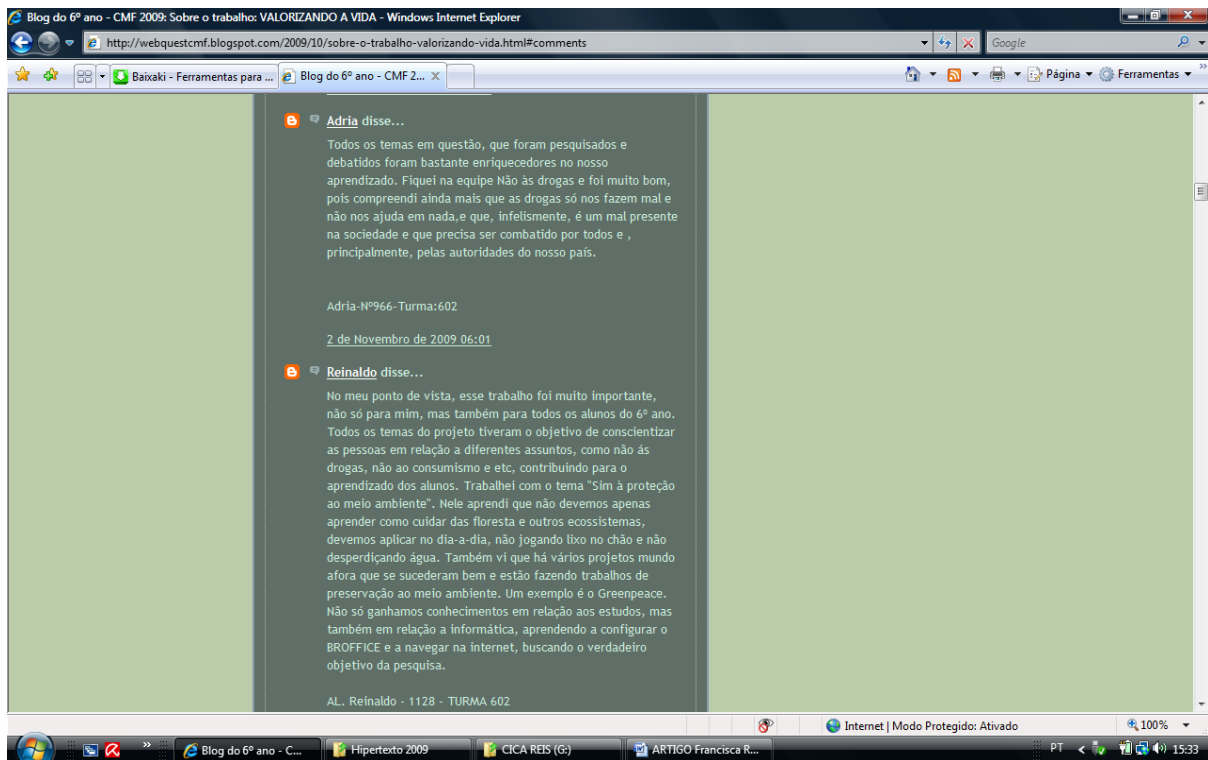 Blog do 6º ano - CMF 2009: Sobre o trabalho: VALORIZANDO A VIDA - Windows Internet Explorer
http://webquestcmf.blogspot.com/2009/10/sobre-o-trabalho-valorizando-vida.html#comments
Google
Baixaki - Ferramentas para ...
Blog do 6º ano - CMF 2...
Página
Ferramentas
Adria disse...
Todos os temas em questão, que foram pesquisados e
debatidos foram bastante enriquecedores no nosso
aprendizado. Fiquei na equipe Não às drogas e foi muito bom,
pois compreendi ainda mais que as drogas só nos fazem mal e
não nos ajuda em nada,e que, infelismente, é um mal presente
na sociedade e que precisa ser combatido por todos e ,
principalmente, pelas autoridades do nosso país.
Adria-Nº966-Turma:602
2 de Novembro de 2009 06:01
Reinaldo disse...
No meu ponto de vista, esse trabalho foi muito importante,
não só para mim, mas também para todos os alunos do 6º ano.
Todos os temas do projeto tiveram o objetivo de conscientizar
as pessoas em relação a diferentes assuntos, como não ás
drogas, não ao consumismo e etc, contribuindo para o
aprendizado dos alunos. Trabalhei com o tema "Sim à proteção
ao meio ambiente". Nele aprendi que não devemos apenas
aprender como cuidar das floresta e outros ecossistemas,
devemos aplicar no dia-a-dia, não jogando lixo no chão e não
desperdiçando água. Também vi que há vários projetos mundo
afora que se sucederam bem e estão fazendo trabalhos de
preservação ao meio ambiente. Um exemplo é o Greenpeace.
Não só ganhamos conhecimentos em relação aos estudos, mas
também em relação a informática, aprendendo a configurar o
BROFFICE e a navegar na internet, buscando o verdadeiro
objetivo da pesquisa.
AL. Reinaldo - 1128 - TURMA 602
Internet | Modo Protegido: Ativado
100%
Blog do 6º ano - C...
Hipertexto 2009
CICA REIS (G:)
ARTIGO Francisca R...
PT
15:33